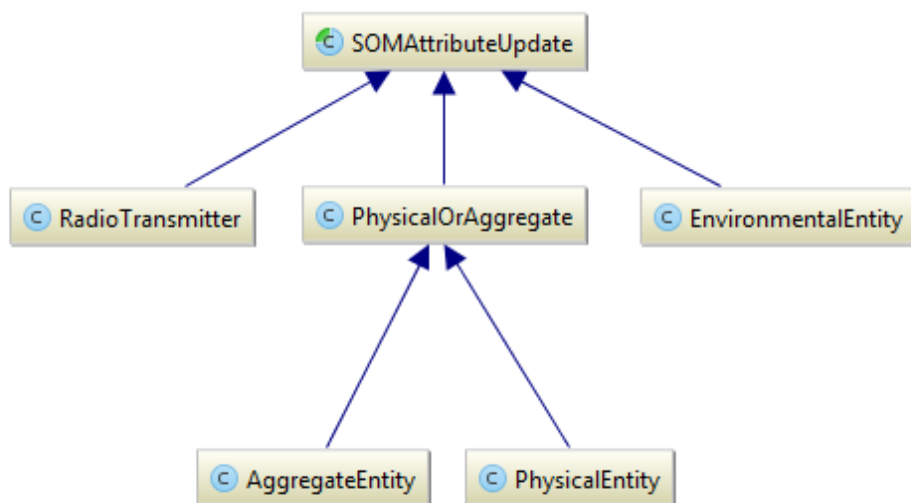 SOMAttributeUpdate
RadioTransmitter
PhysicalOrAggregate
EnvironmentalEntity
AggregateEntity
PhysicalEntity